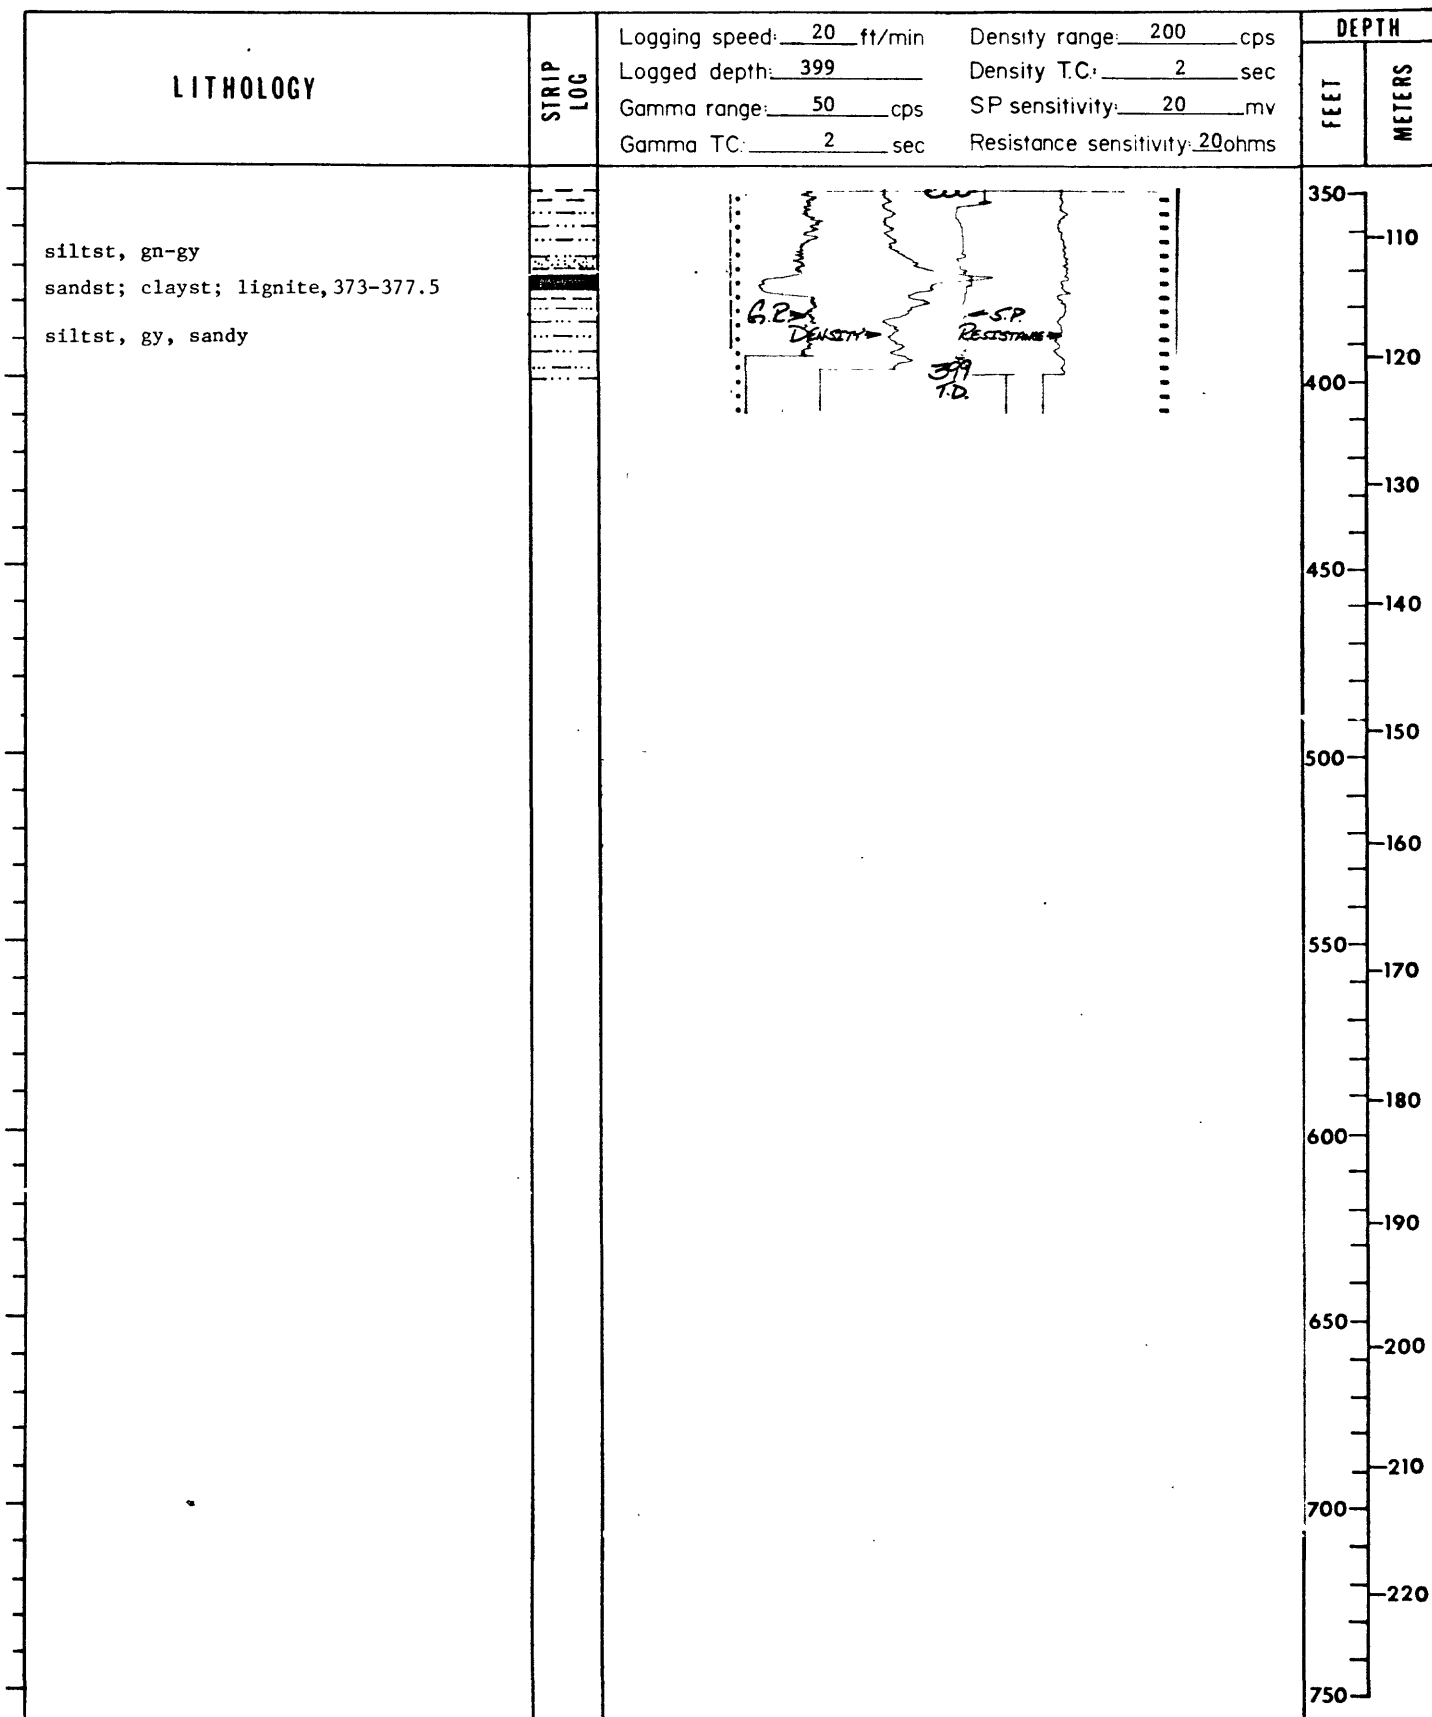 LITHOLOGY
STRIP LOG
Logging speed: 20 ft/min
Density range: 200 cps
Logged depth: 399
Density T.C.: 2 sec
Gamma range: 50 cps
SP sensitivity: 20 mv
Gamma TC: 2 sec
Resistance sensitivity: 20 ohms
DEPTH
FEET
METERS
siltst, gn-gy
sandst; clayst; lignite, 373-377.5
siltst, gy, sandy
G.R.
DENSITY
S.P.
RESISTANCE
399
T.D.
350
110
120
400
130
450
140
150
500
160
550
170
180
600
190
650
200
210
700
220
750